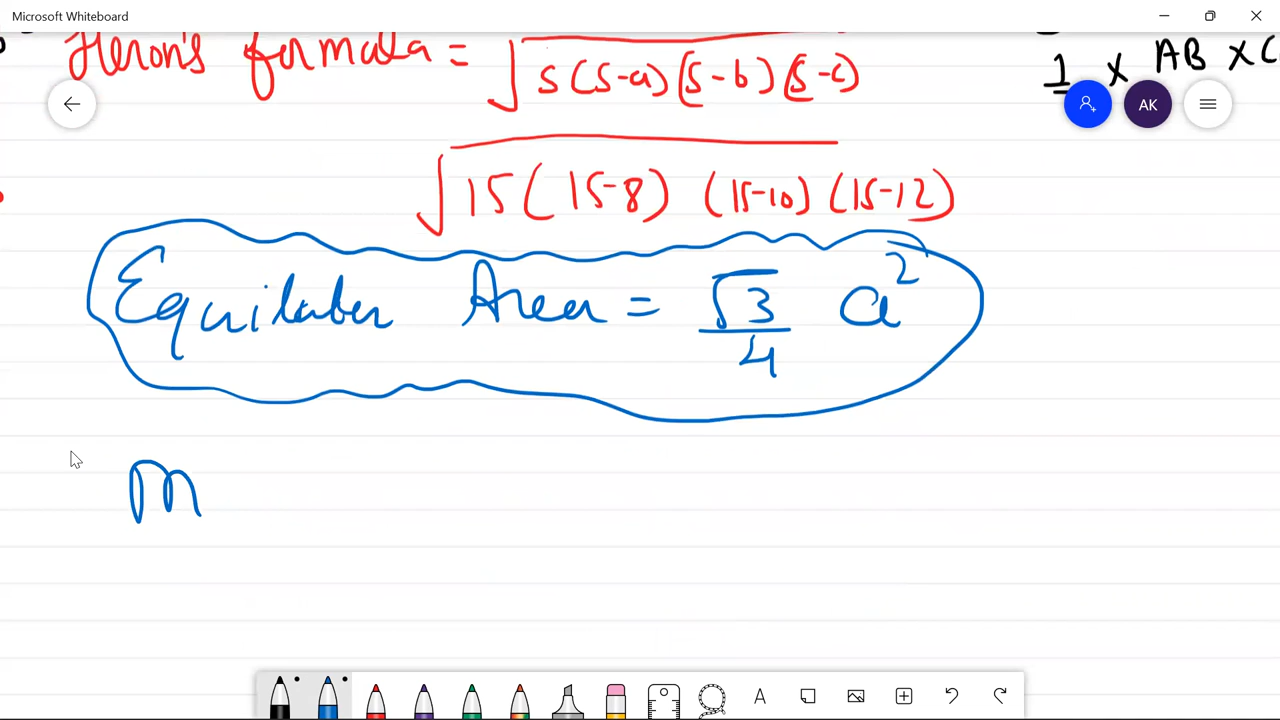 Microsoft Whiteboard
Heron's formula = √s(s-a)(s-b)(s-c)
1 × AB × C
AK
√15(15-8) (15-10)(15-12)
Equilater Area = √3/4 a²
m
A